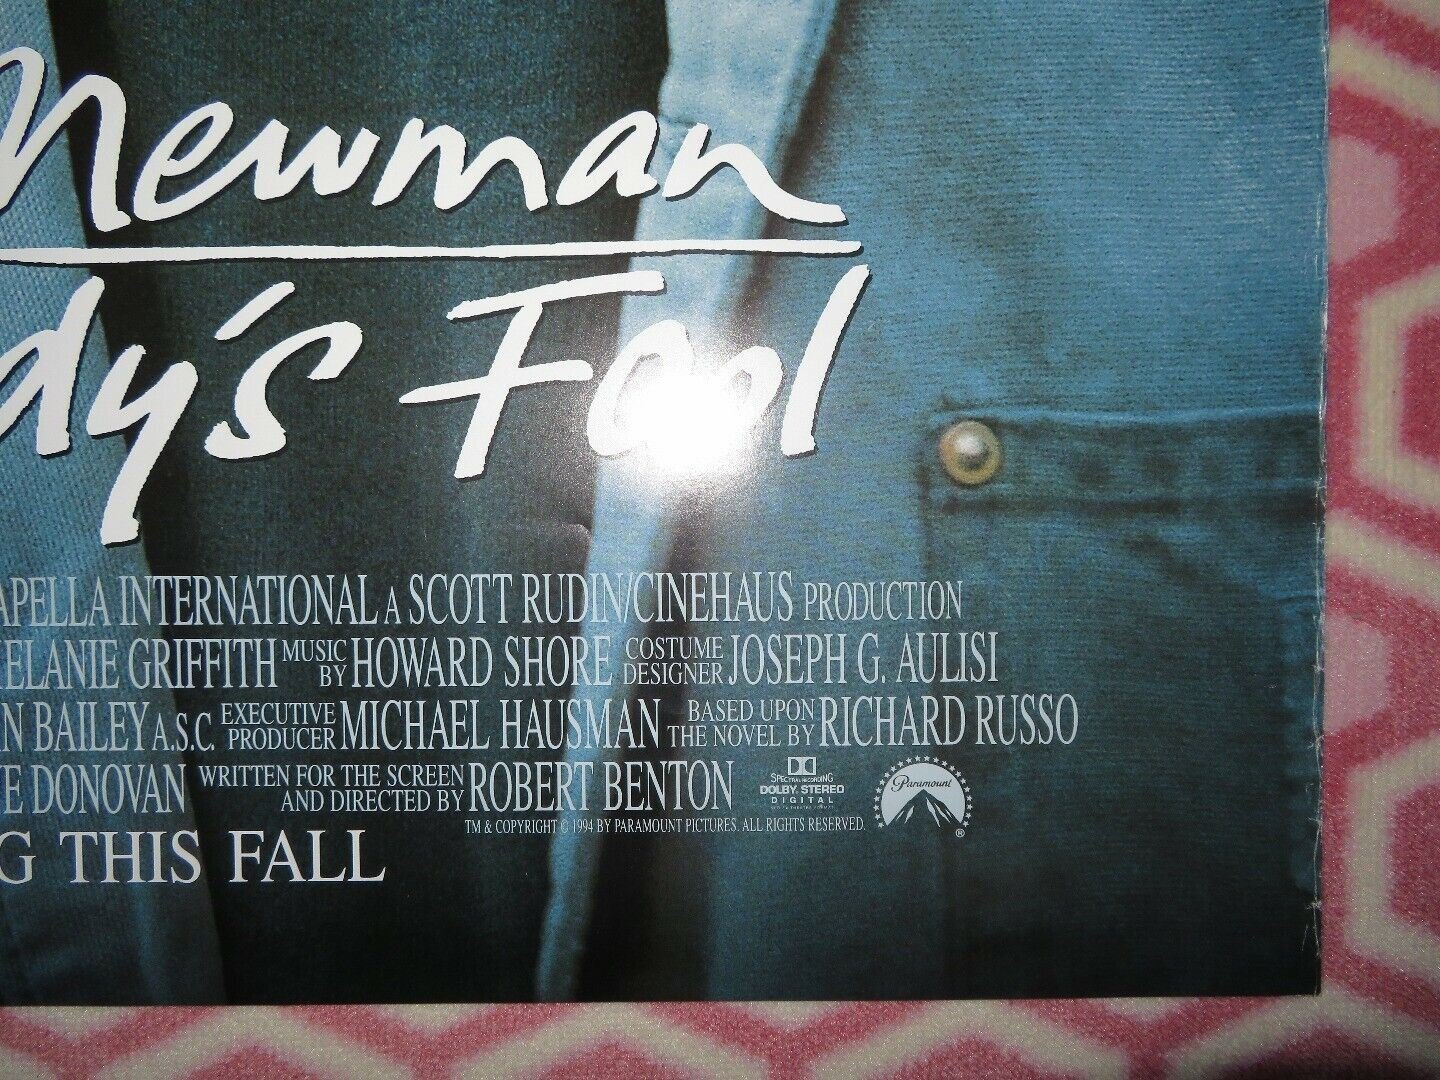 Newman
dy's Fool
APELLA INTERNATIONAL A SCOTT RUDIN/CINEHAUS PRODUCTION
ELANIE GRIFFITH MUSIC BY HOWARD SHORE COSTUME DESIGNER JOSEPH G. AULISI
N BAILEY A.S.C. EXECUTIVE PRODUCER MICHAEL HAUSMAN BASED UPON THE NOVEL BY RICHARD RUSSO
E DONOVAN WRITTEN FOR THE SCREEN AND DIRECTED BY ROBERT BENTON
SPECTRAL RECORDING
DOLBY STEREO
DIGITAL
Paramount
®
TM & COPYRIGHT © 1994 BY PARAMOUNT PICTURES. ALL RIGHTS RESERVED.
G THIS FALL